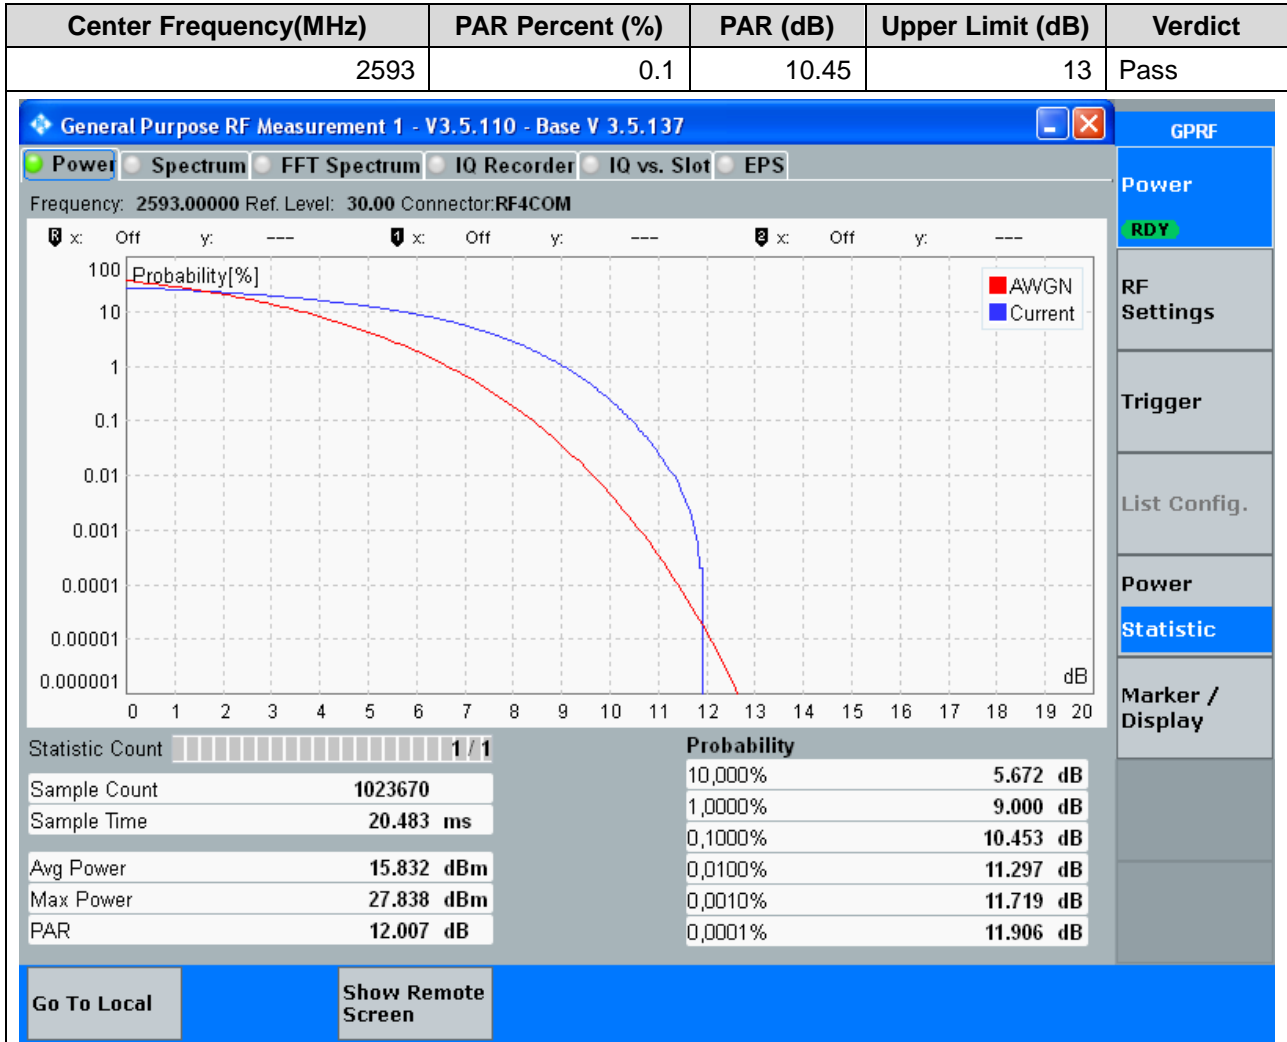 Center Frequency(MHz) PAR Percent (%) PAR (dB) Upper Limit (dB) Verdict
2593 0.1 10.45 13 Pass
General Purpose RF Measurement 1 - V3.5.110 - Base V 3.5.137
GPRF
Power Spectrum FFT Spectrum IQ Recorder IQ vs. Slot EPS
Power
RDY
Frequency: 2593.00000 Ref. Level: 30.00 Connector:RF4COM
R x: Off y: --- 1 x: Off y: --- 2 x: Off y: ---
Probability[%]
100
10
1
0.1
0.01
0.001
0.0001
0.00001
0.000001
AWGN
Current
dB
0 1 2 3 4 5 6 7 8 9 10 11 12 13 14 15 16 17 18 19 20
RF
Settings
Trigger
List Config.
Power
Statistic
Marker /
Display
Statistic Count 1 / 1
Sample Count 1023670
Sample Time 20.483 ms
Avg Power 15.832 dBm
Max Power 27.838 dBm
PAR 12.007 dB
Probability
10,000% 5.672 dB
1,0000% 9.000 dB
0,1000% 10.453 dB
0,0100% 11.297 dB
0,0010% 11.719 dB
0,0001% 11.906 dB
Go To Local
Show Remote
Screen